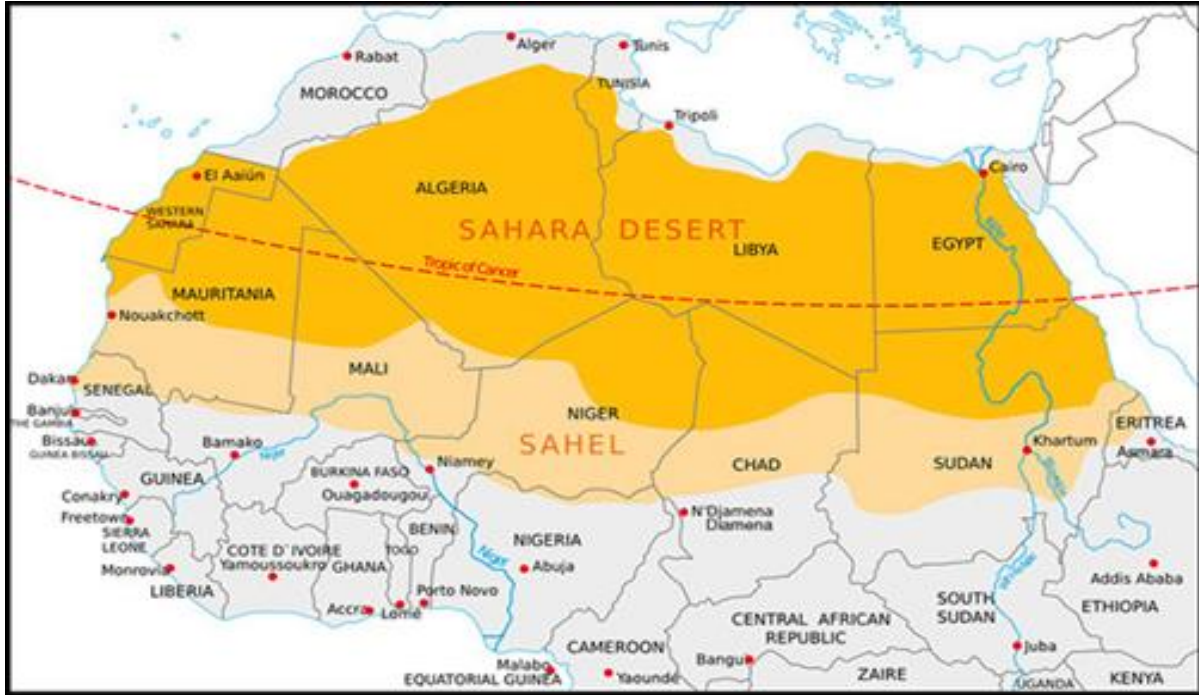 Alger
Tunis
Rabat
TUNISIA
MOROCCO
Tripoli
Cairo
El Aaiún
ALGERIA
WESTERN
SAHARA
SAHARA DESERT
Nile
LIBYA
EGYPT
Tropic of Cancer
MAURITANIA
Nouakchott
MALI
Dakar
SENEGAL
NIGER
Banjul
THE GAMBIA
ERITREA
Bissau
Bamako
SAHEL
Khartum
GUINEA BISSAU
Niger
Asmara
Niamey
CHAD
SUDAN
BURKINA FASO
GUINEA
Ouagadougou
Conakry
N'Djamena
Diamena
Freetown
SIERRA
LEONE
BENIN
NIGERIA
COTE D`IVOIRE
TOGO
Niger
Yamoussoukro
GHANA
Abuja
Monrovia
LIBERIA
Addis Ababa
Porto Novo
SOUTH
SUDAN
ETHIOPIA
Accra
Lomé
CENTRAL AFRICAN
REPUBLIC
CAMEROON
Juba
Malabo
Bangui
EQUATORIAL GUINEA
Yaoundé
ZAIRE
UGANDA
KENYA